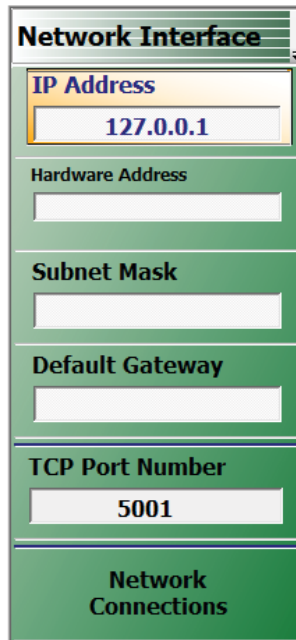 Network Interface
IP Address
127.0.0.1
Hardware Address
Subnet Mask
Default Gateway
TCP Port Number
5001
Network
Connections